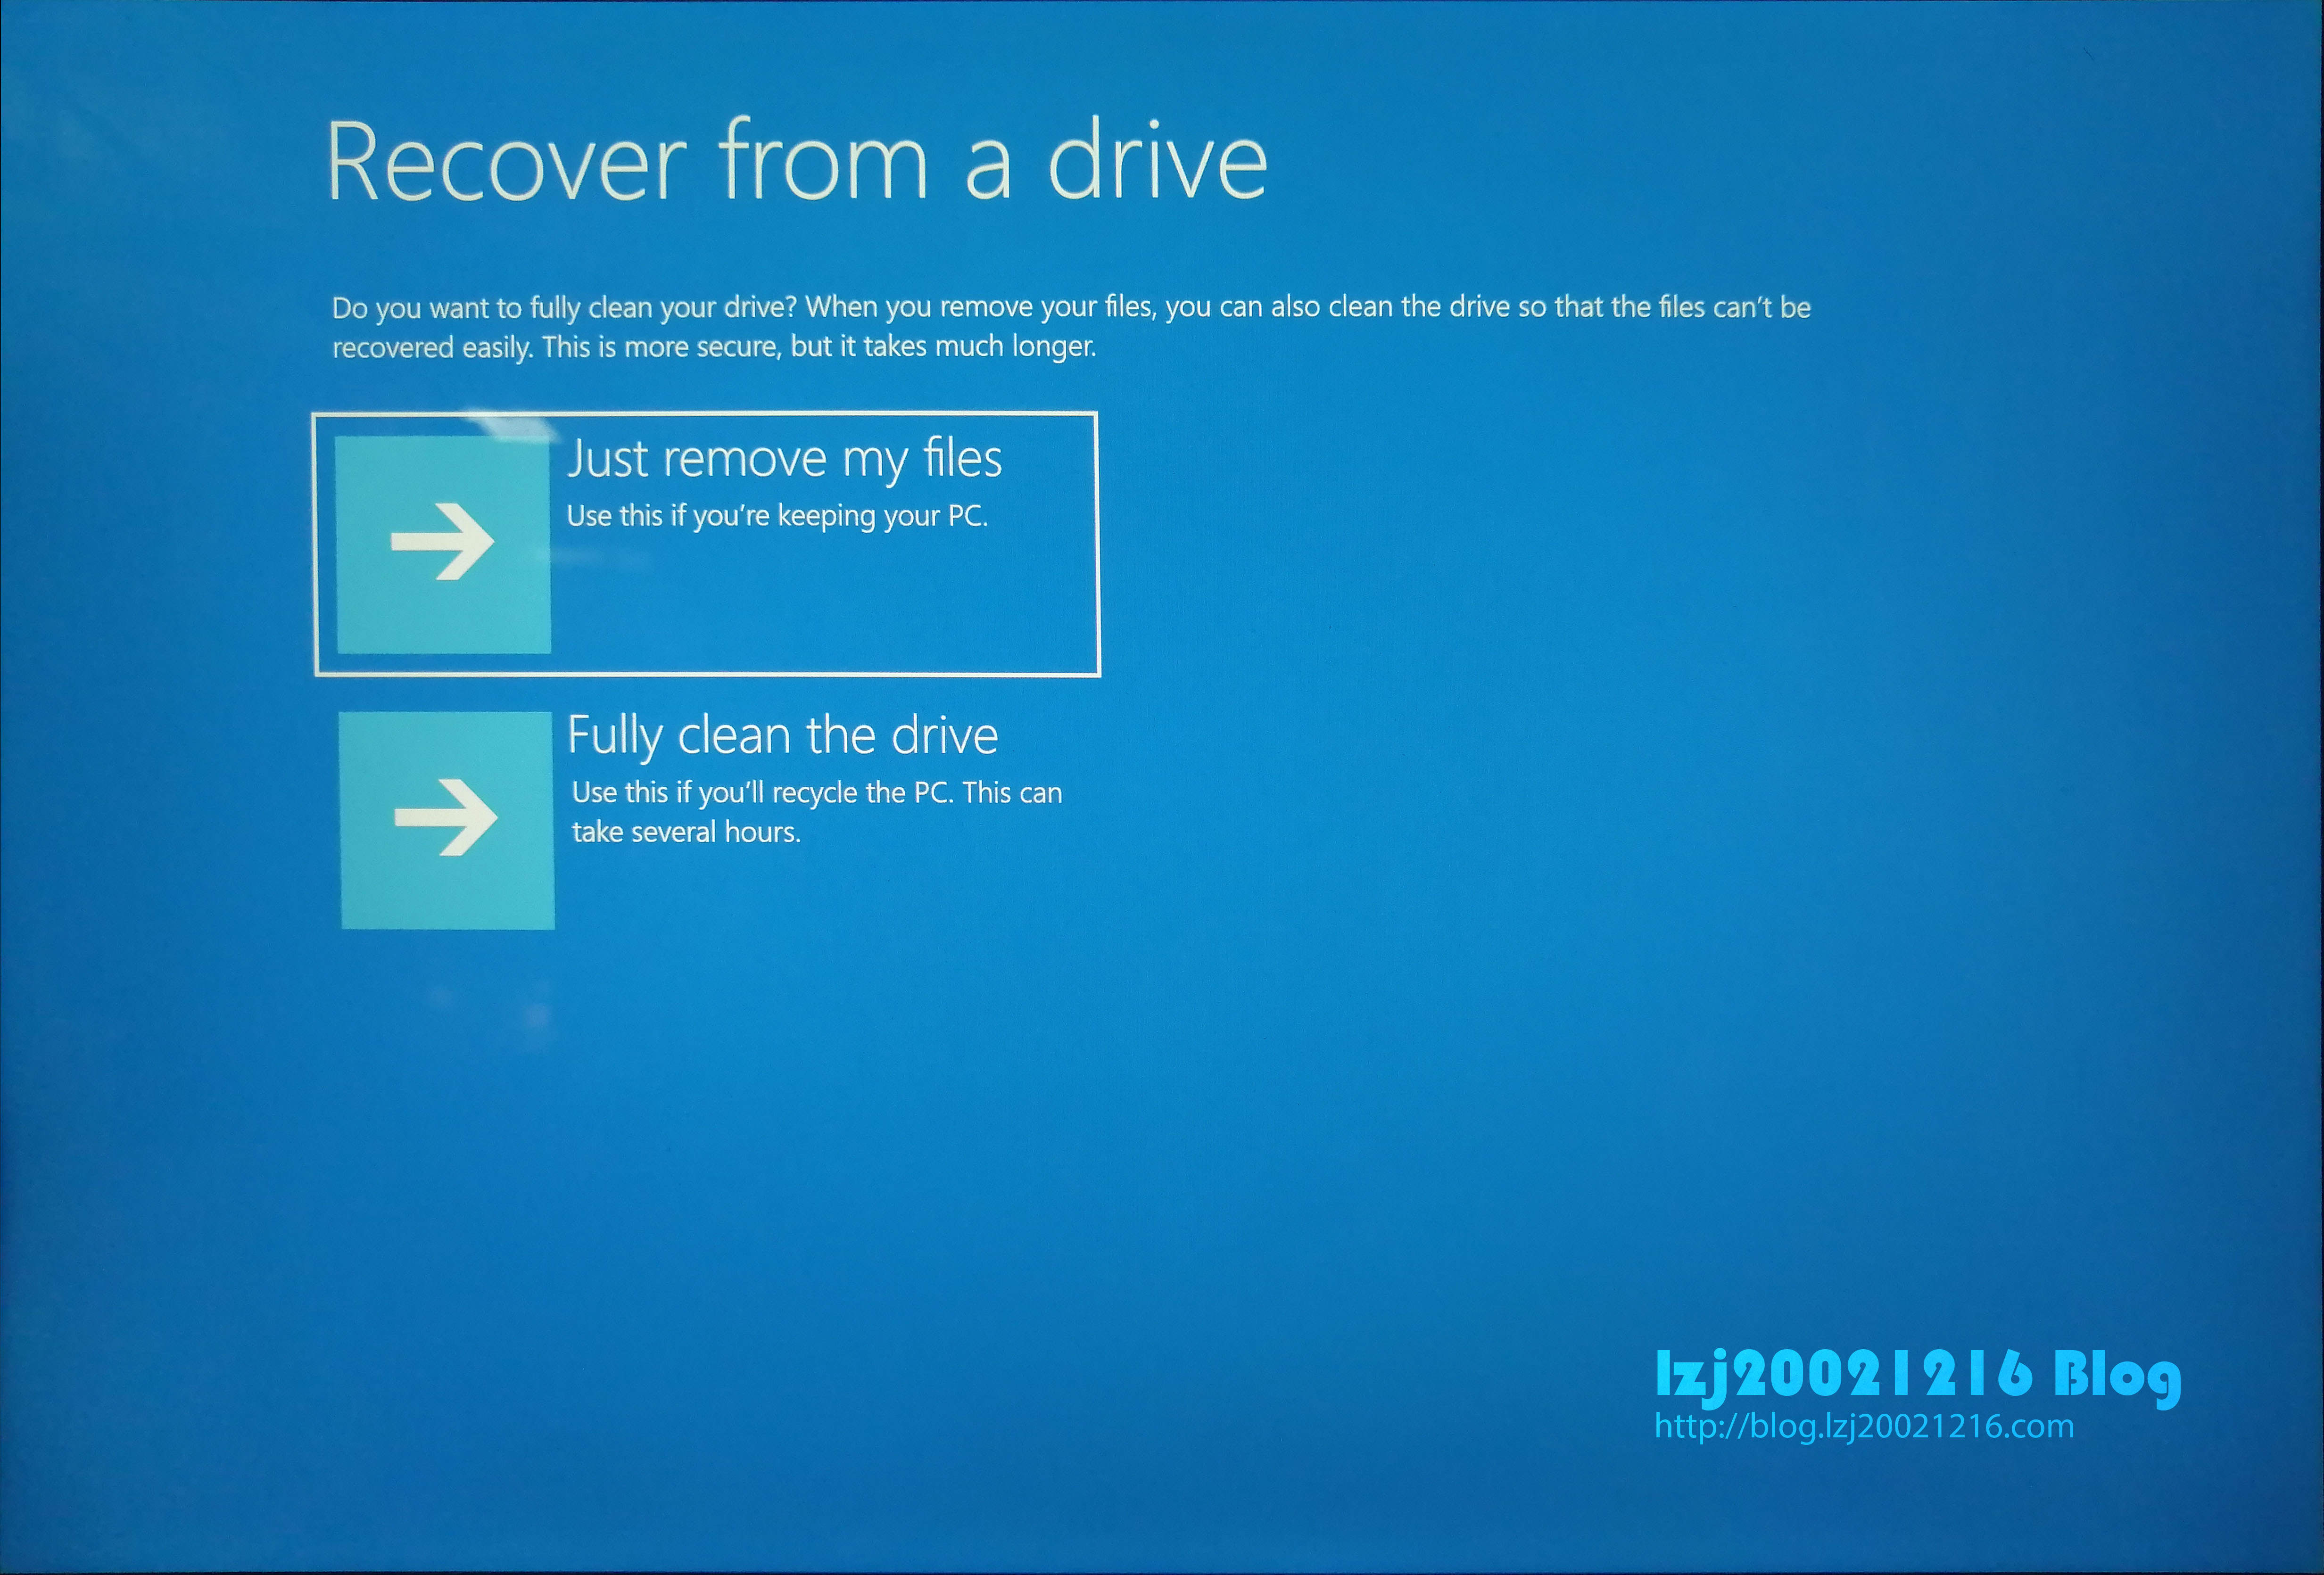 Recover from a drive
Do you want to fully clean your drive? When you remove your files, you can also clean the drive so that the files can't be
recovered easily. This is more secure, but it takes much longer.
Just remove my files
Use this if you're keeping your PC.
Fully clean the drive
Use this if you'll recycle the PC. This can
take several hours.
lzj20021216 Blog
http://blog.lzj20021216.com